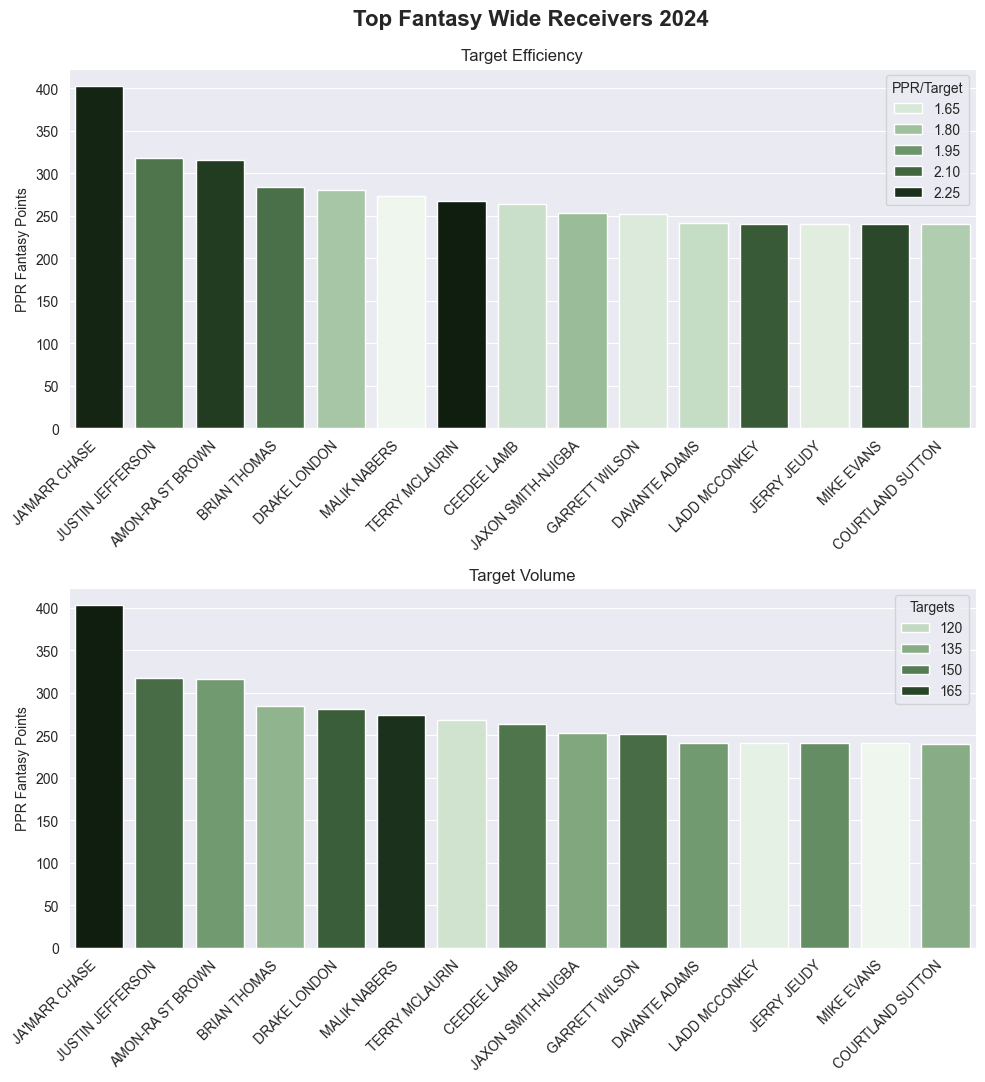 Top Fantasy Wide Receivers 2024
Target Efficiency
PPR Fantasy Points
400
350
300
250
200
150
100
50
0
PPR/Target
1.65
1.80
1.95
2.10
2.25
JA'MARR CHASE
JUSTIN JEFFERSON
AMON-RA ST BROWN
BRIAN THOMAS
DRAKE LONDON
MALIK NABERS
TERRY MCLAURIN
CEEDEE LAMB
JAXON SMITH-NJIGBA
GARRETT WILSON
DAVANTE ADAMS
LADD MCCONKEY
JERRY JEUDY
MIKE EVANS
COURTLAND SUTTON
Target Volume
PPR Fantasy Points
400
350
300
250
200
150
100
50
0
Targets
120
135
150
165
JA'MARR CHASE
JUSTIN JEFFERSON
AMON-RA ST BROWN
BRIAN THOMAS
DRAKE LONDON
MALIK NABERS
TERRY MCLAURIN
CEEDEE LAMB
JAXON SMITH-NJIGBA
GARRETT WILSON
DAVANTE ADAMS
LADD MCCONKEY
JERRY JEUDY
MIKE EVANS
COURTLAND SUTTON